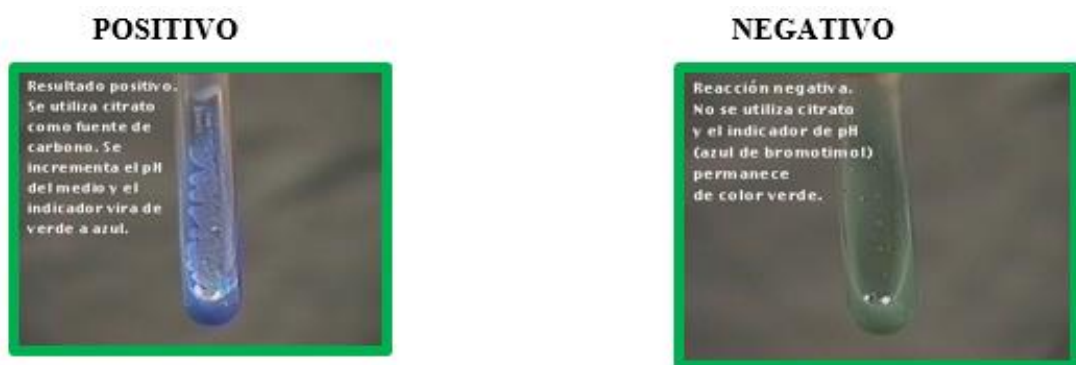 POSITIVO
NEGATIVO
Resultado positivo.
Se utiliza citrato
como fuente de
carbono. Se
incrementa el pH
del medio y el
indicador vira de
verde a azul.
Reacción negativa.
No se utiliza citrato
y el indicador de pH
(azul de bromotimol)
permanece
de color verde.